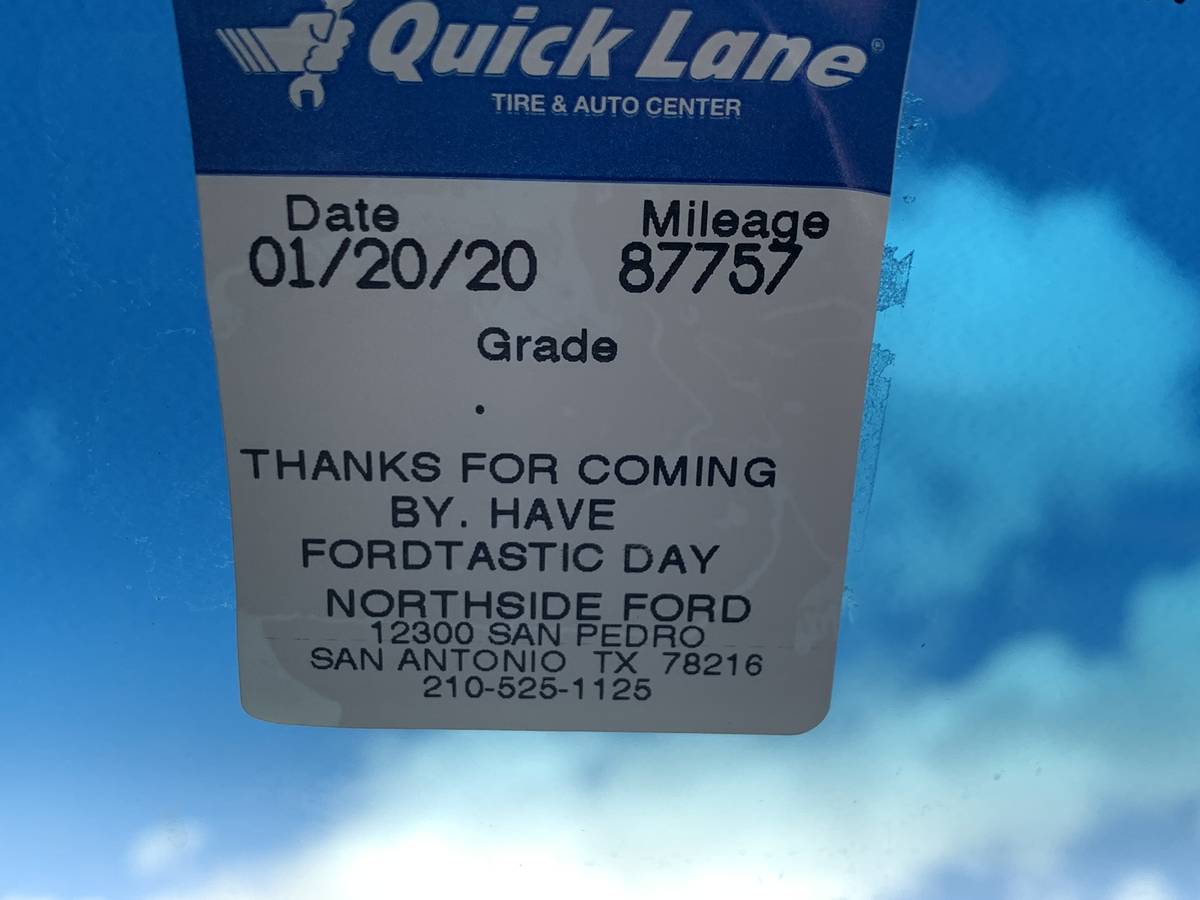 Quick Lane®
TIRE & AUTO CENTER
Date Mileage
01/20/20 87757
Grade
.
THANKS FOR COMING
BY. HAVE
FORDTASTIC DAY
NORTHSIDE FORD
12300 SAN PEDRO
SAN ANTONIO TX 78216
210-525-1125